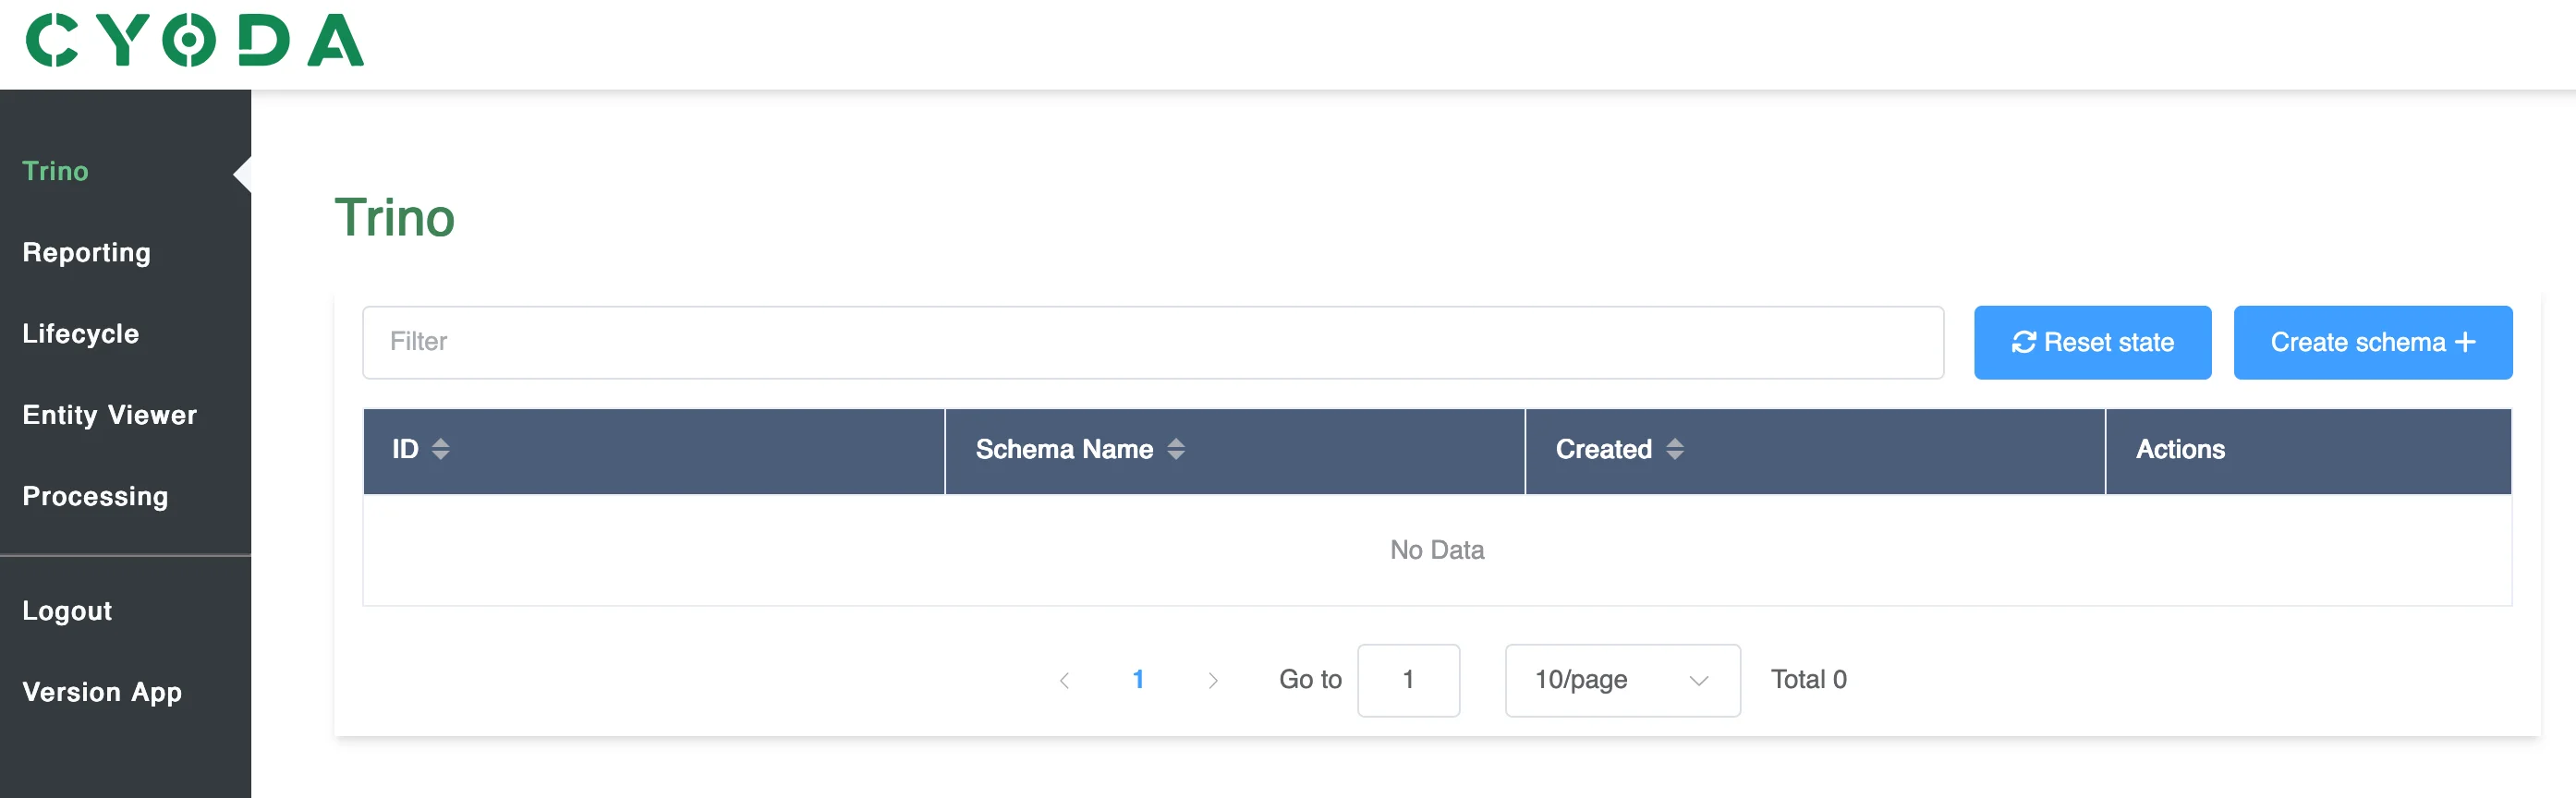 CYODA
Trino
Reporting
Lifecycle
Entity Viewer
Processing
Logout
Version App
Trino
Filter
Reset state
Create schema
ID
Schema Name
Created
Actions
No Data
1
Go to
1
10/page
Total 0